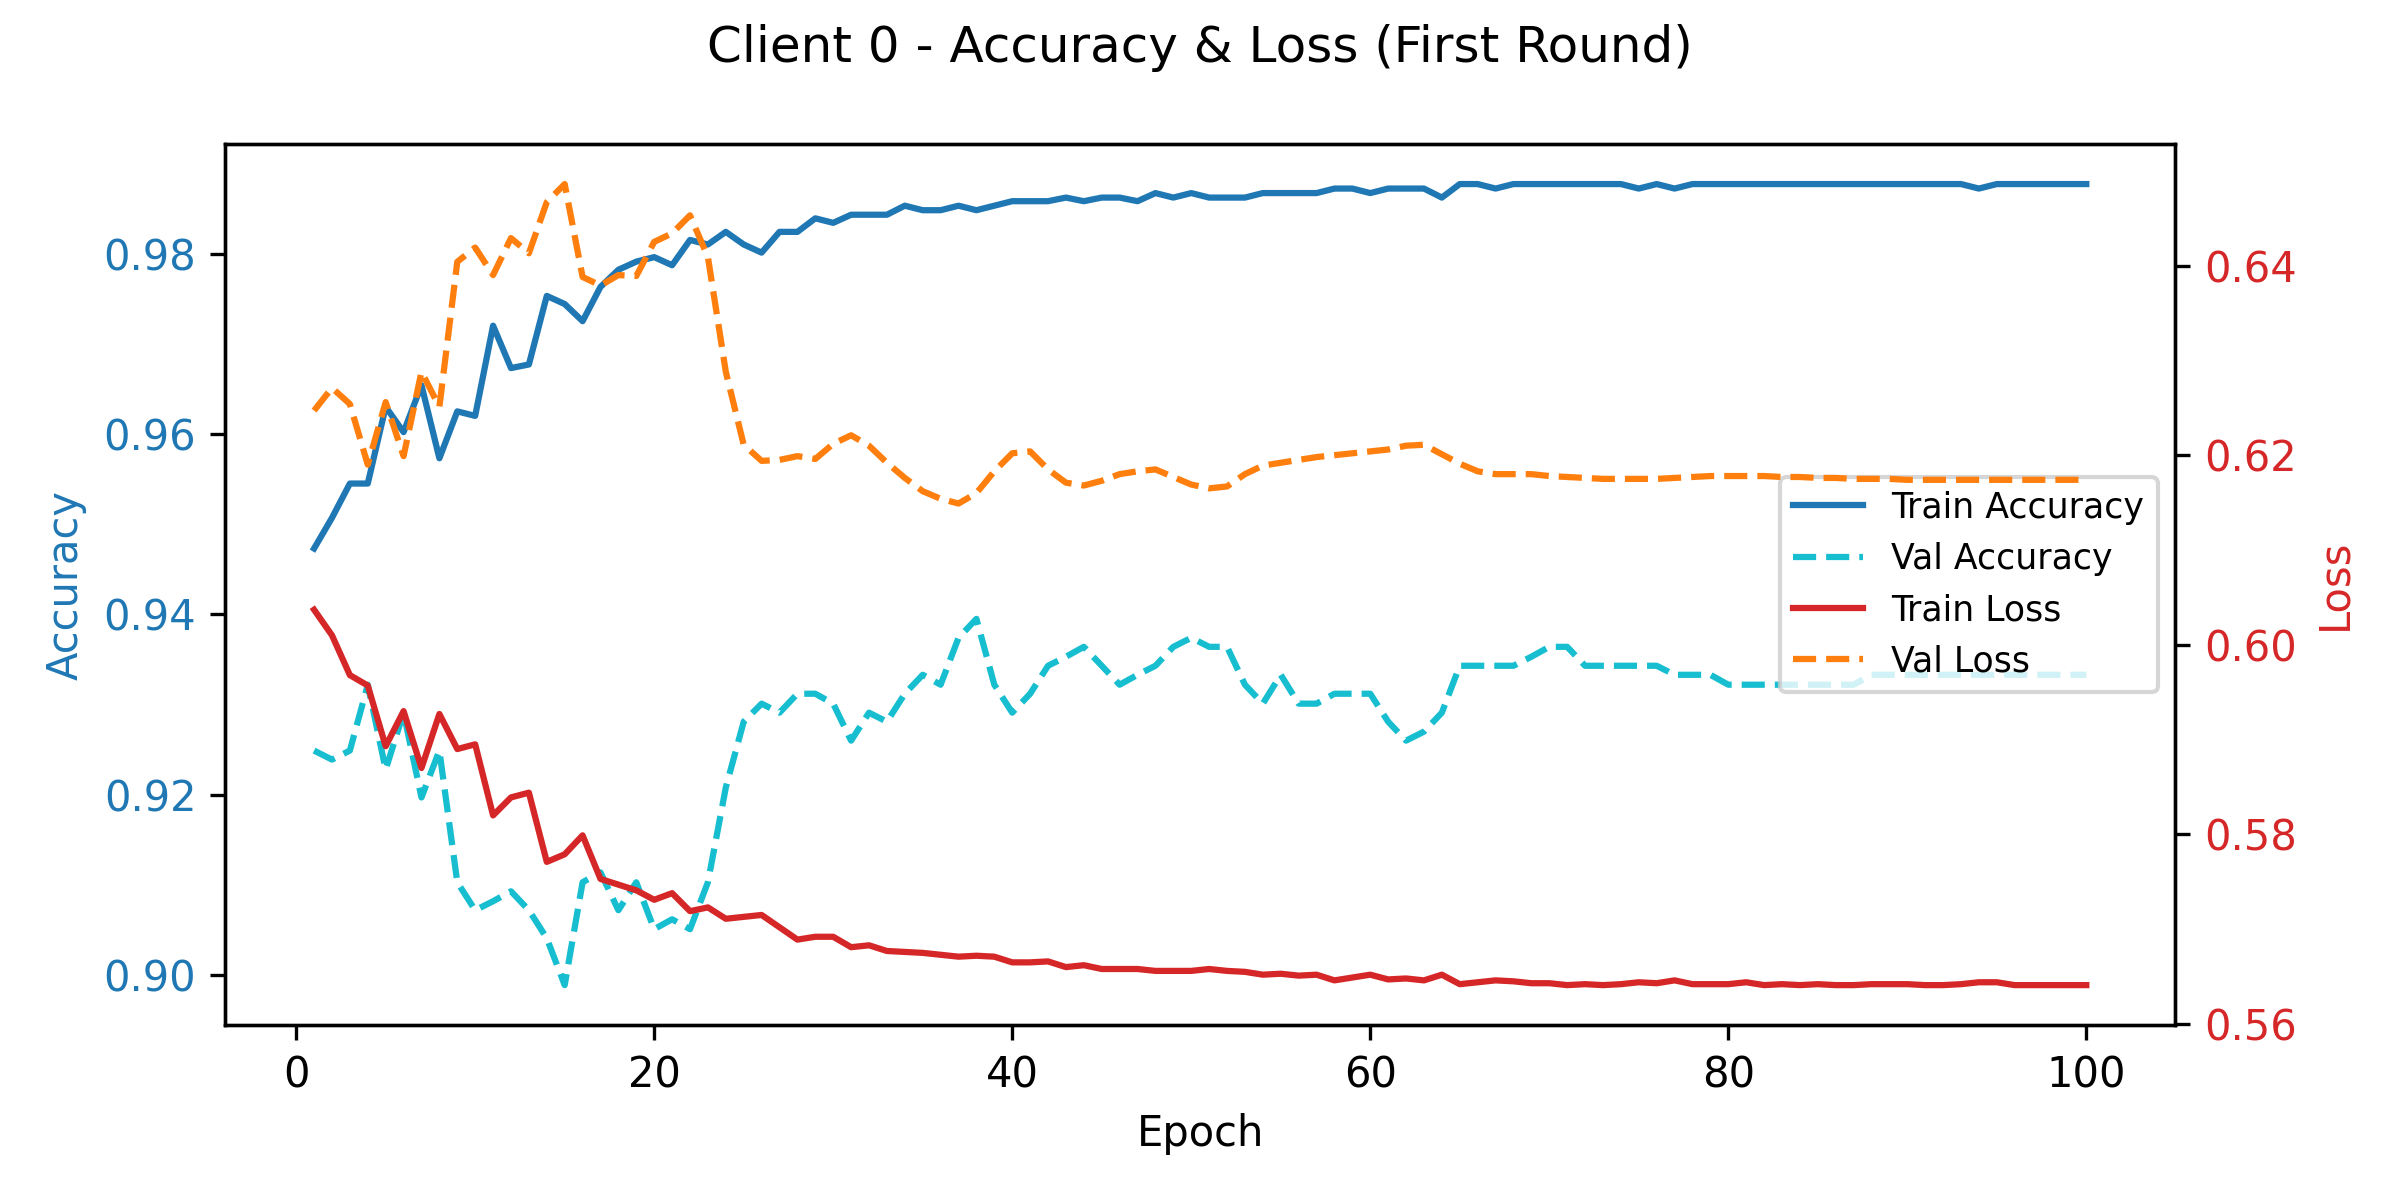 Client 0 - Accuracy & Loss (First Round)
Accuracy
0.98
0.96
0.94
0.92
0.90
0.64
0.62
0.60
0.58
0.56
Loss
Train Accuracy
Val Accuracy
Train Loss
Val Loss
0 20 40 60 80 100
Epoch